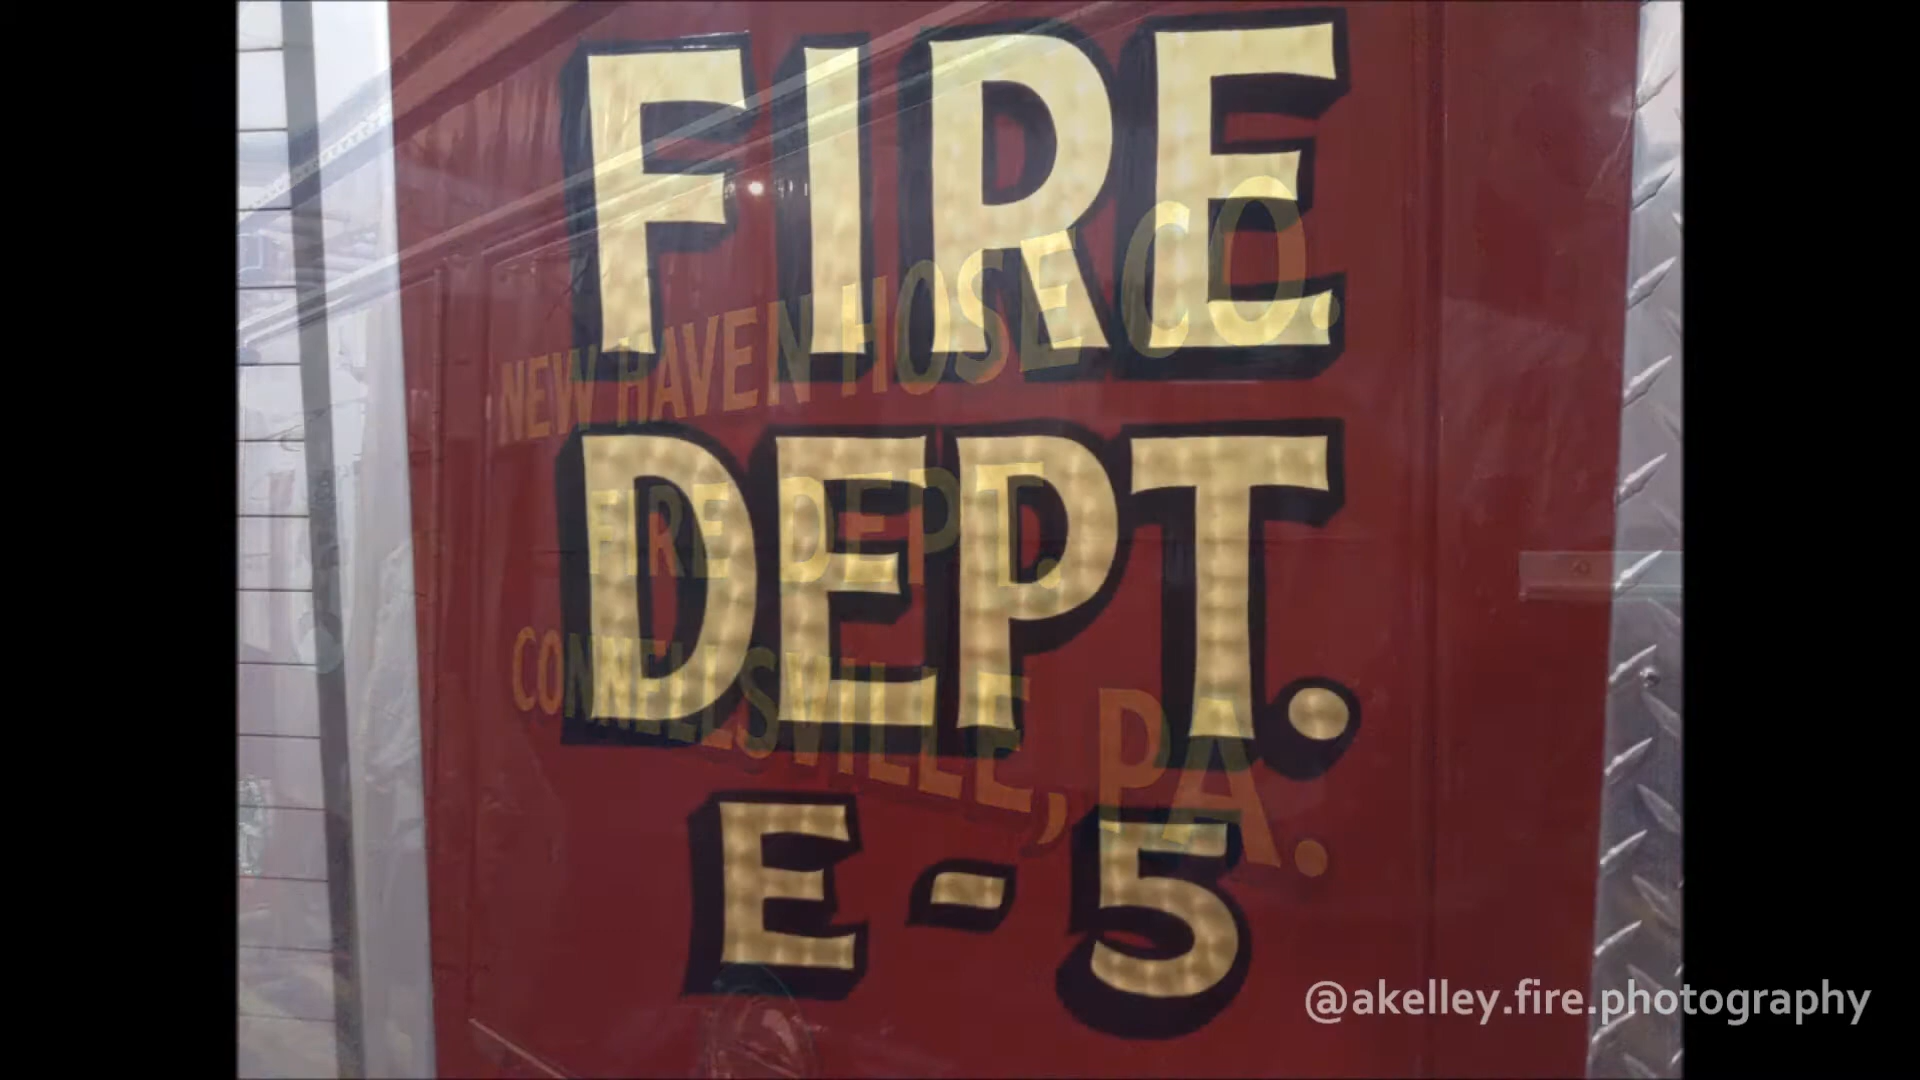 FIRE
NEW HAVEN HOSE CO.
DEPT.
FIRE DEPT.
CONNELLSVILLE, PA.
E-5
@akelley.fire.photography